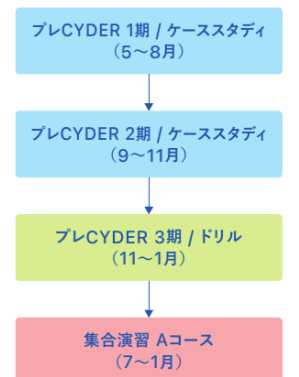 プレCYDER 1期 / ケーススタディ
（5〜8月）
プレCYDER 2期 / ケーススタディ
（9〜11月）
プレCYDER 3期 / ドリル
（11〜1月）
集合演習 Aコース
（7〜1月）